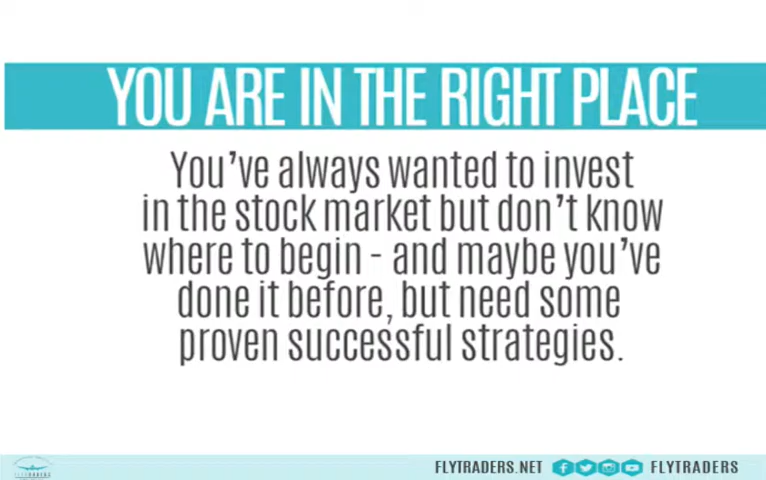 YOU ARE IN THE RIGHT PLACE
You've always wanted to invest
in the stock market but don't know
where to begin - and maybe you've
done it before, but need some
proven successful strategies.
FLYTRADERS.NET FLYTRADERS